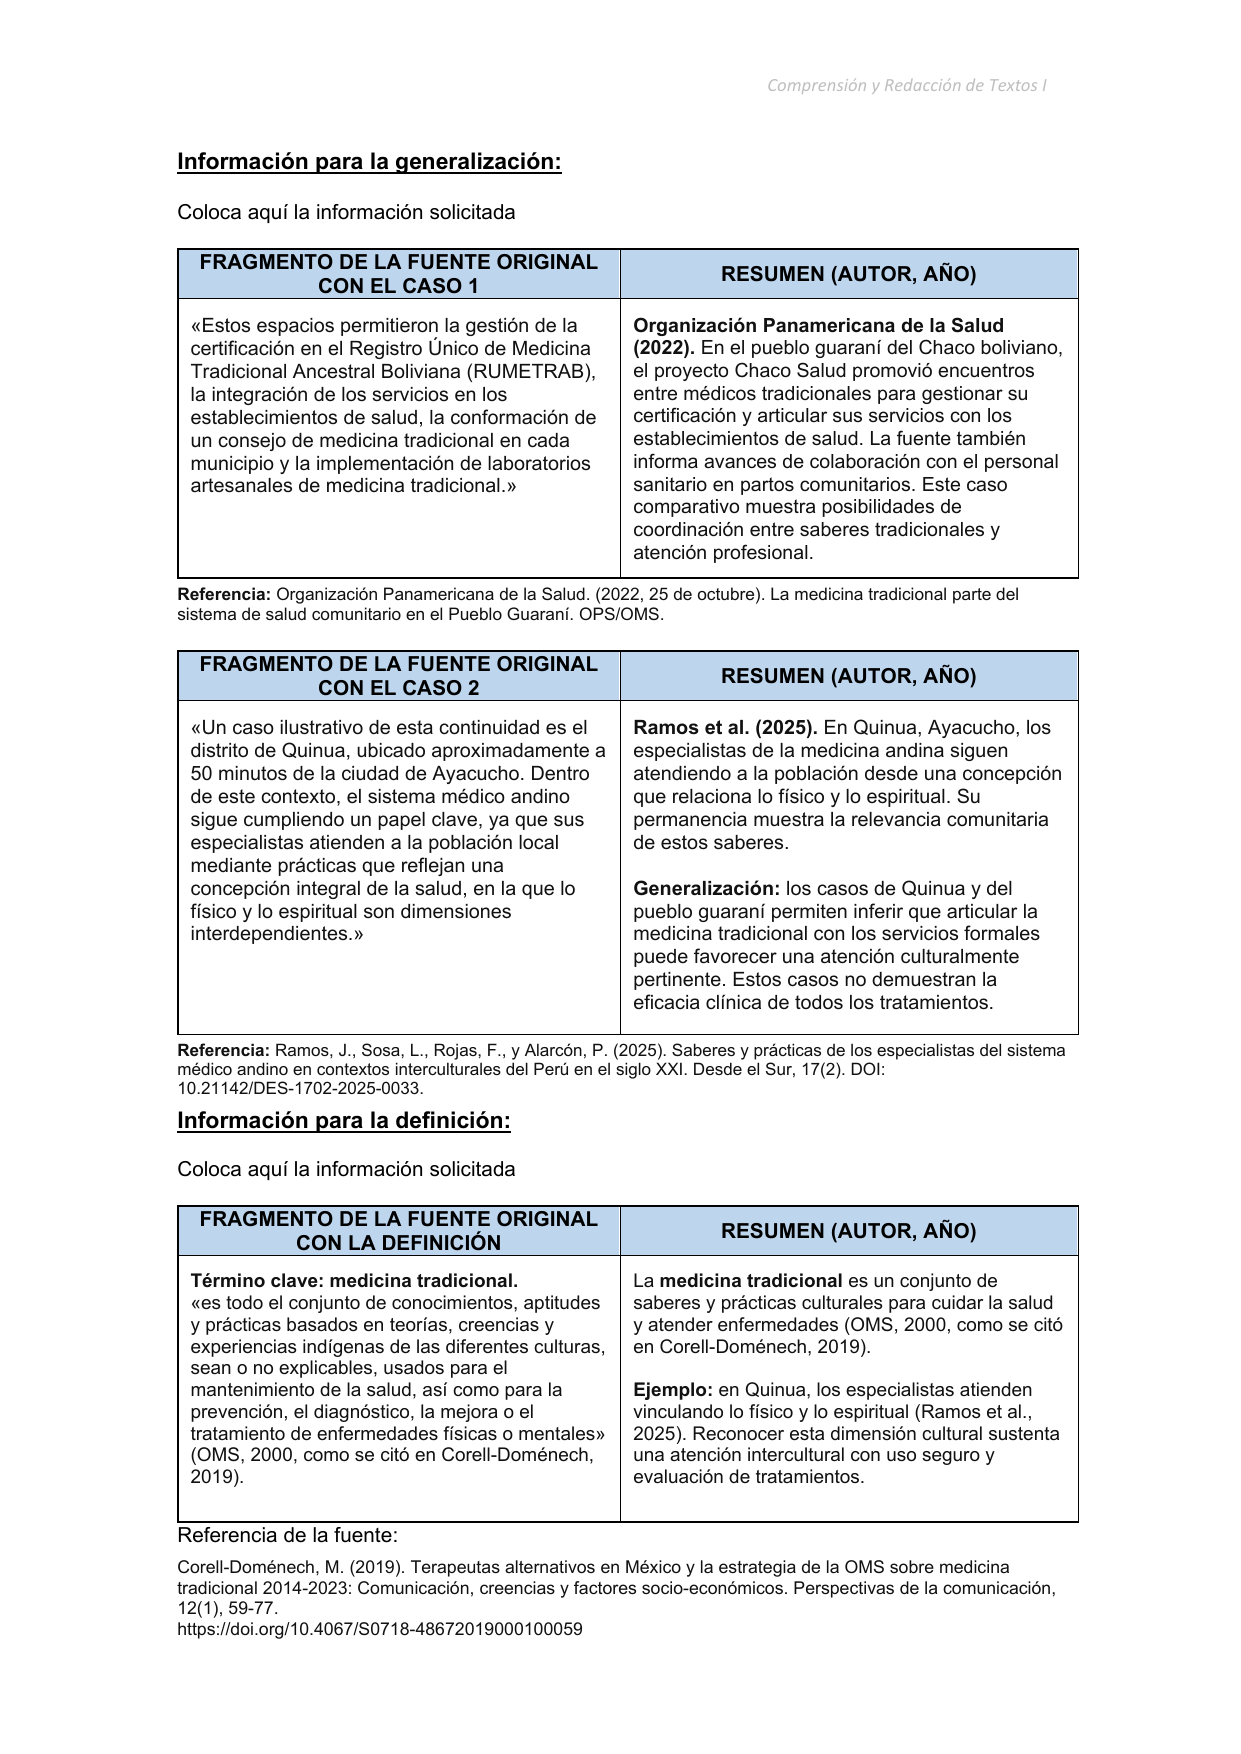 Comprensión y Redacción de Textos I
Información para la generalización:
Coloca aquí la información solicitada
FRAGMENTO DE LA FUENTE ORIGINAL
CON EL CASO 1
RESUMEN (AUTOR, AÑO)
«Estos espacios permitieron la gestión de la
certificación en el Registro Único de Medicina
Tradicional Ancestral Boliviana (RUMETRAB),
la integración de los servicios en los
establecimientos de salud, la conformación de
un consejo de medicina tradicional en cada
municipio y la implementación de laboratorios
artesanales de medicina tradicional.»
Organización Panamericana de la Salud
(2022). En el pueblo guaraní del Chaco boliviano,
el proyecto Chaco Salud promovió encuentros
entre médicos tradicionales para gestionar su
certificación y articular sus servicios con los
establecimientos de salud. La fuente también
informa avances de colaboración con el personal
sanitario en partos comunitarios. Este caso
comparativo muestra posibilidades de
coordinación entre saberes tradicionales y
atención profesional.
Referencia: Organización Panamericana de la Salud. (2022, 25 de octubre). La medicina tradicional parte del
sistema de salud comunitario en el Pueblo Guaraní. OPS/OMS.
FRAGMENTO DE LA FUENTE ORIGINAL
CON EL CASO 2
RESUMEN (AUTOR, AÑO)
«Un caso ilustrativo de esta continuidad es el
distrito de Quinua, ubicado aproximadamente a
50 minutos de la ciudad de Ayacucho. Dentro
de este contexto, el sistema médico andino
sigue cumpliendo un papel clave, ya que sus
especialistas atienden a la población local
mediante prácticas que reflejan una
concepción integral de la salud, en la que lo
físico y lo espiritual son dimensiones
interdependientes.»
Ramos et al. (2025). En Quinua, Ayacucho, los
especialistas de la medicina andina siguen
atendiendo a la población desde una concepción
que relaciona lo físico y lo espiritual. Su
permanencia muestra la relevancia comunitaria
de estos saberes.
Generalización: los casos de Quinua y del
pueblo guaraní permiten inferir que articular la
medicina tradicional con los servicios formales
puede favorecer una atención culturalmente
pertinente. Estos casos no demuestran la
eficacia clínica de todos los tratamientos.
Referencia: Ramos, J., Sosa, L., Rojas, F., y Alarcón, P. (2025). Saberes y prácticas de los especialistas del sistema
médico andino en contextos interculturales del Perú en el siglo XXI. Desde el Sur, 17(2). DOI:
10.21142/DES-1702-2025-0033.
Información para la definición:
Coloca aquí la información solicitada
FRAGMENTO DE LA FUENTE ORIGINAL
CON LA DEFINICIÓN
RESUMEN (AUTOR, AÑO)
Término clave: medicina tradicional.
«es todo el conjunto de conocimientos, aptitudes
y prácticas basados en teorías, creencias y
experiencias indígenas de las diferentes culturas,
sean o no explicables, usados para el
mantenimiento de la salud, así como para la
prevención, el diagnóstico, la mejora o el
tratamiento de enfermedades físicas o mentales»
(OMS, 2000, como se citó en Corell-Doménech,
2019).
La medicina tradicional es un conjunto de
saberes y prácticas culturales para cuidar la salud
y atender enfermedades (OMS, 2000, como se citó
en Corell-Doménech, 2019).
Ejemplo: en Quinua, los especialistas atienden
vinculando lo físico y lo espiritual (Ramos et al.,
2025). Reconocer esta dimensión cultural sustenta
una atención intercultural con uso seguro y
evaluación de tratamientos.
Referencia de la fuente:
Corell-Doménech, M. (2019). Terapeutas alternativos en México y la estrategia de la OMS sobre medicina
tradicional 2014-2023: Comunicación, creencias y factores socio-económicos. Perspectivas de la comunicación,
12(1), 59-77.
https://doi.org/10.4067/S0718-48672019000100059